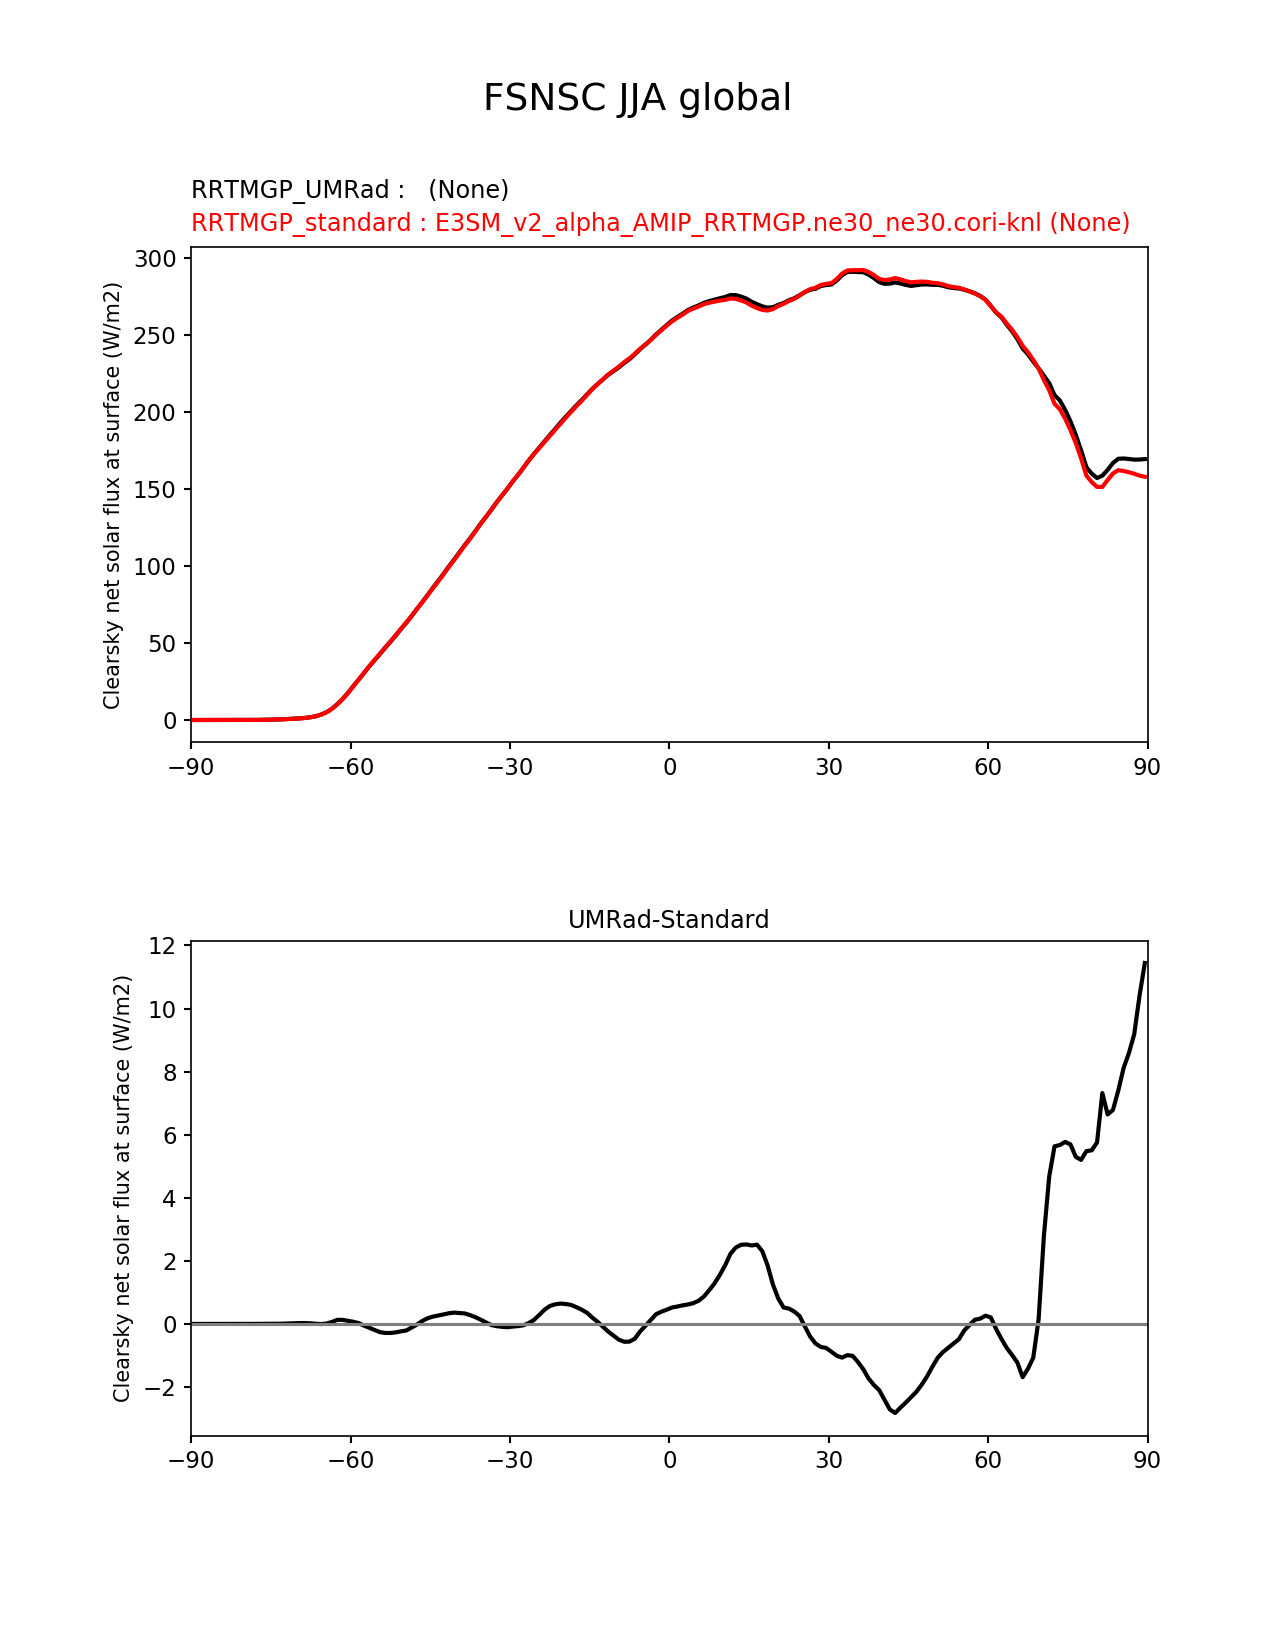 FSNSC JJA global
RRTMGP_UMRad :   (None)
RRTMGP_standard : E3SM_v2_alpha_AMIP_RRTMGP.ne30_ne30.cori-knl (None)
Clearsky net solar flux at surface (W/m2)
300
250
200
150
100
50
0
−90 −60 −30 0 30 60 90
UMRad-Standard
Clearsky net solar flux at surface (W/m2)
12
10
8
6
4
2
0
−2
−90 −60 −30 0 30 60 90